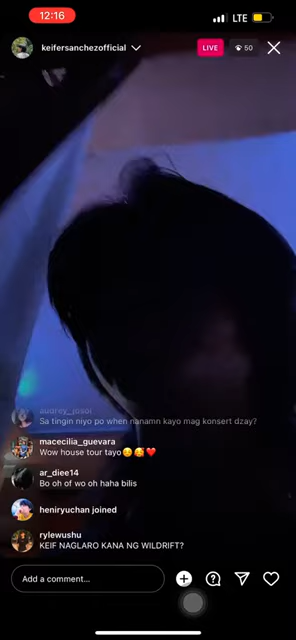 12:16
LTE
keifersanchezofficial
LIVE
50
audrey_josol
Sa tingin niyo po when nanamn kayo mag konsert dzay?
macecilia_guevara
Wow house tour tayo☺️🥰❤️
ar_diee14
Bo oh of wo oh haha bilis
heniryuchan joined
rylewushu
KEIF NAGLARO KANA NG WILDRIFT?
Add a comment...